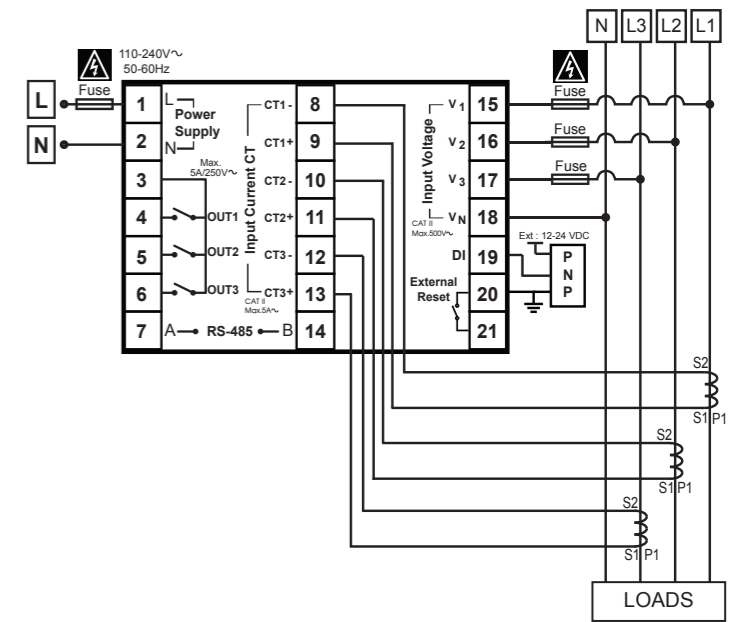 N L3 L2 L1
110-240V~
50-60Hz
L
Fuse
N
1 L
Power
Supply
2 N
Max.
5A/250V~
3
4 OUT1
5 OUT2
6 OUT3
7 A RS-485 B 14
Input Current CT
CT1 - 8
CT1+ 9
CT2 - 10
CT2+ 11
CT3 - 12
CT3+ 13
CAT II
Max.5A~
Input Voltage
V1 15 Fuse
V2 16 Fuse
V3 17 Fuse
VN 18
CAT II
Max.500V~
DI 19
Ext : 12-24 VDC
P
N
P
External
Reset
20
21
S2
S1 P1
S2
S1 P1
S2
S1 P1
LOADS